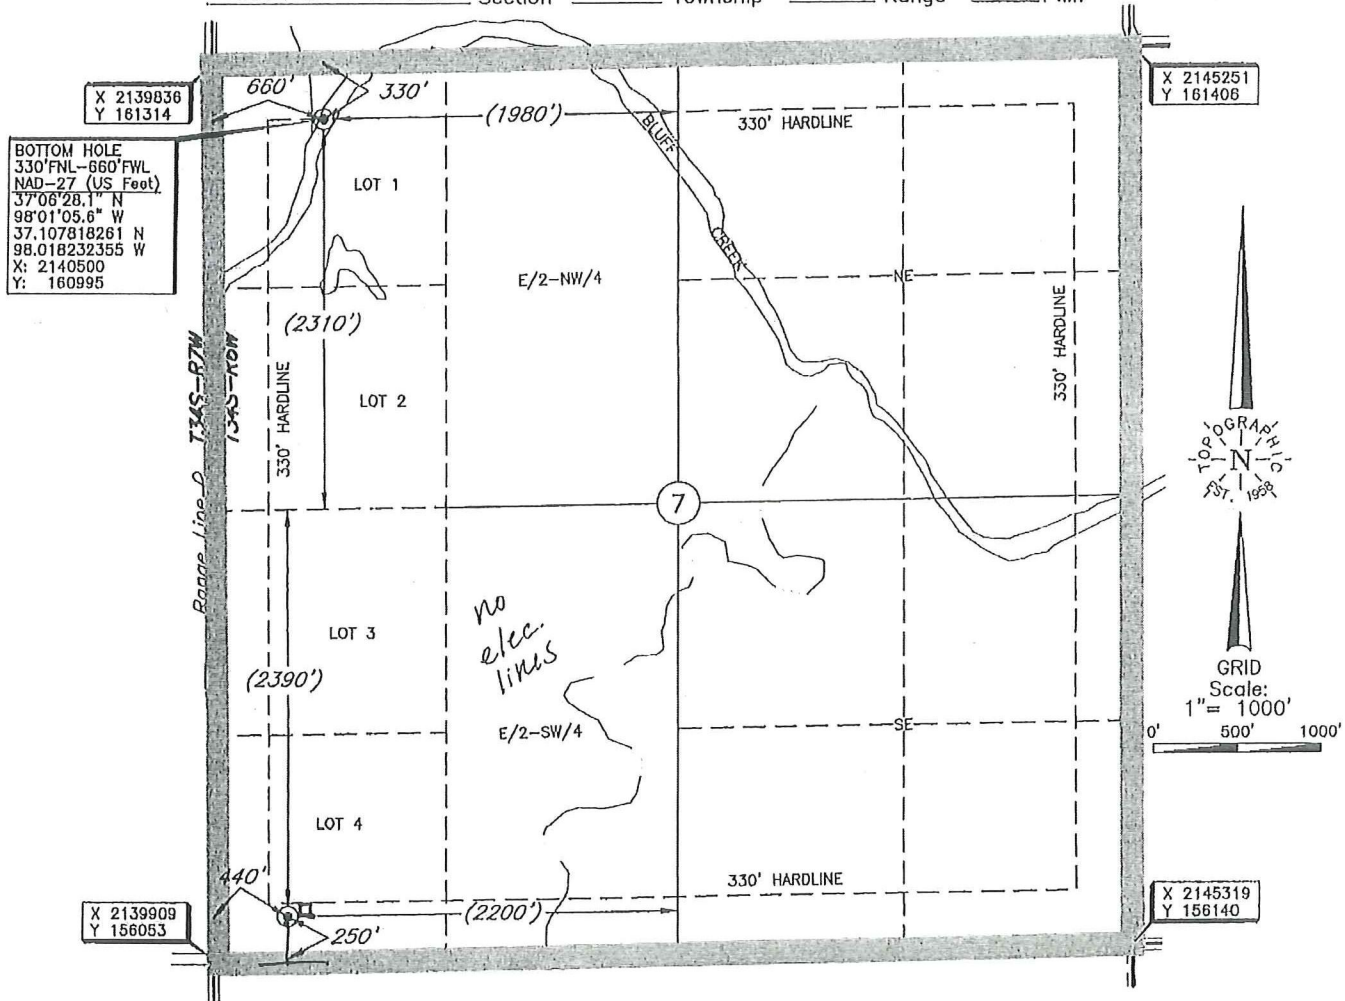 Section Township Range
660'
330'
X 2139836
Y 161314
X 2145251
Y 161406
(1980')
330' HARDLINE
BLUFF
CREEK
BOTTOM HOLE
330'FNL-660'FWL
NAD-27 (US Feet)
37°06'28.1" N
98°01'05.6" W
37.107818261 N
98.018232355 W
X: 2140500
Y: 160995
LOT 1
E/2-NW/4
NE
(2310')
330' HARDLINE
330' HARDLINE
T34S-R7W
T34S-R6W
LOT 2
TOPOGRAPHIC
N
EST. 1958
7
Range Line
LOT 3
no
elec.
lines
(2390')
GRID
Scale:
1"= 1000'
0' 500' 1000'
E/2-SW/4
SE
LOT 4
440'
330' HARDLINE
(2200')
250'
X 2139909
Y 156053
X 2145319
Y 156140